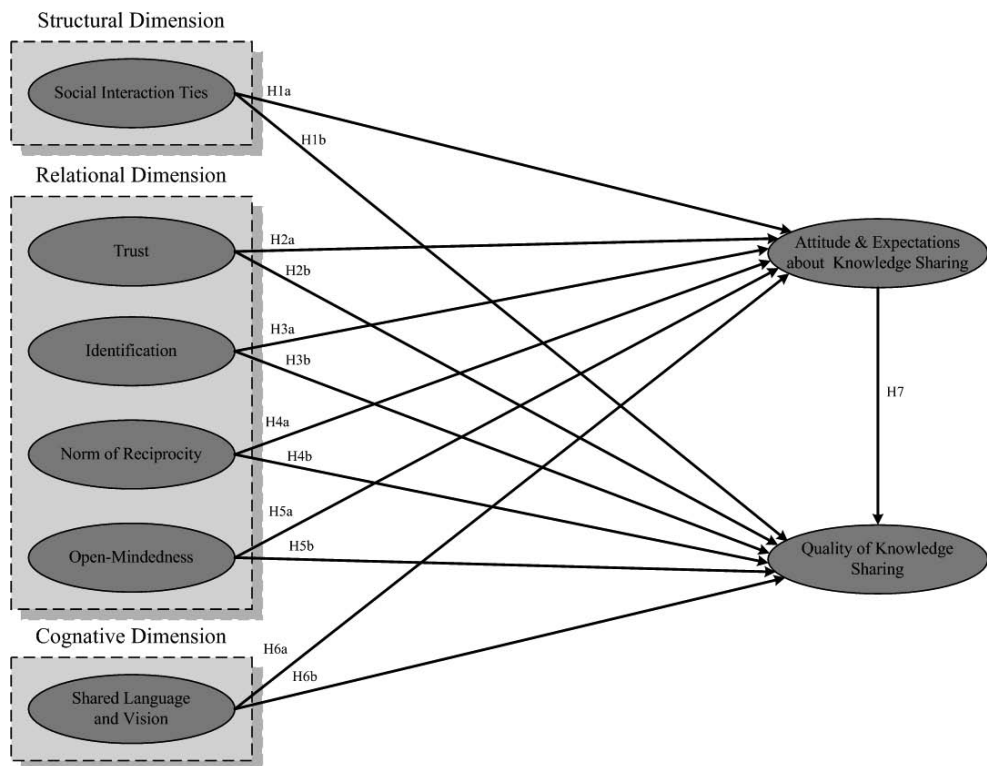 Structural Dimension
Social Interaction Ties
H1a
H1b
Relational Dimension
Trust
H2a
H2b
Identification
H3a
H3b
Norm of Reciprocity
H4a
H4b
Open-Mindedness
H5a
H5b
Cognative Dimension
Shared Language
and Vision
H6a
H6b
Attitude & Expectations
about Knowledge Sharing
H7
Quality of Knowledge
Sharing